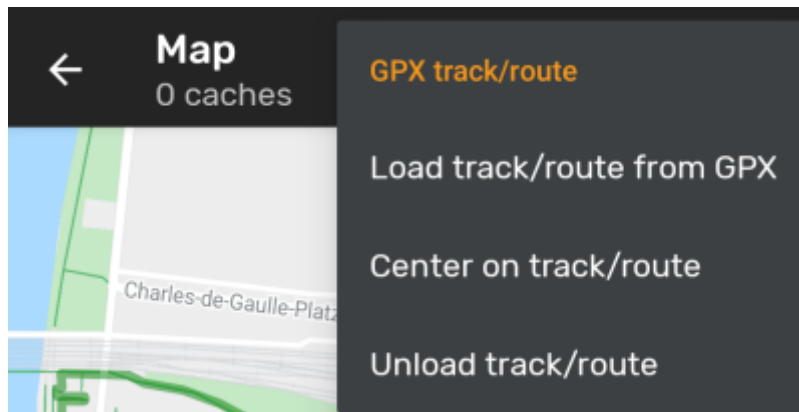 Map
0 caches
GPX track/route
Load track/route from GPX
Center on track/route
Unload track/route
Charles-de-Gaulle-Platz